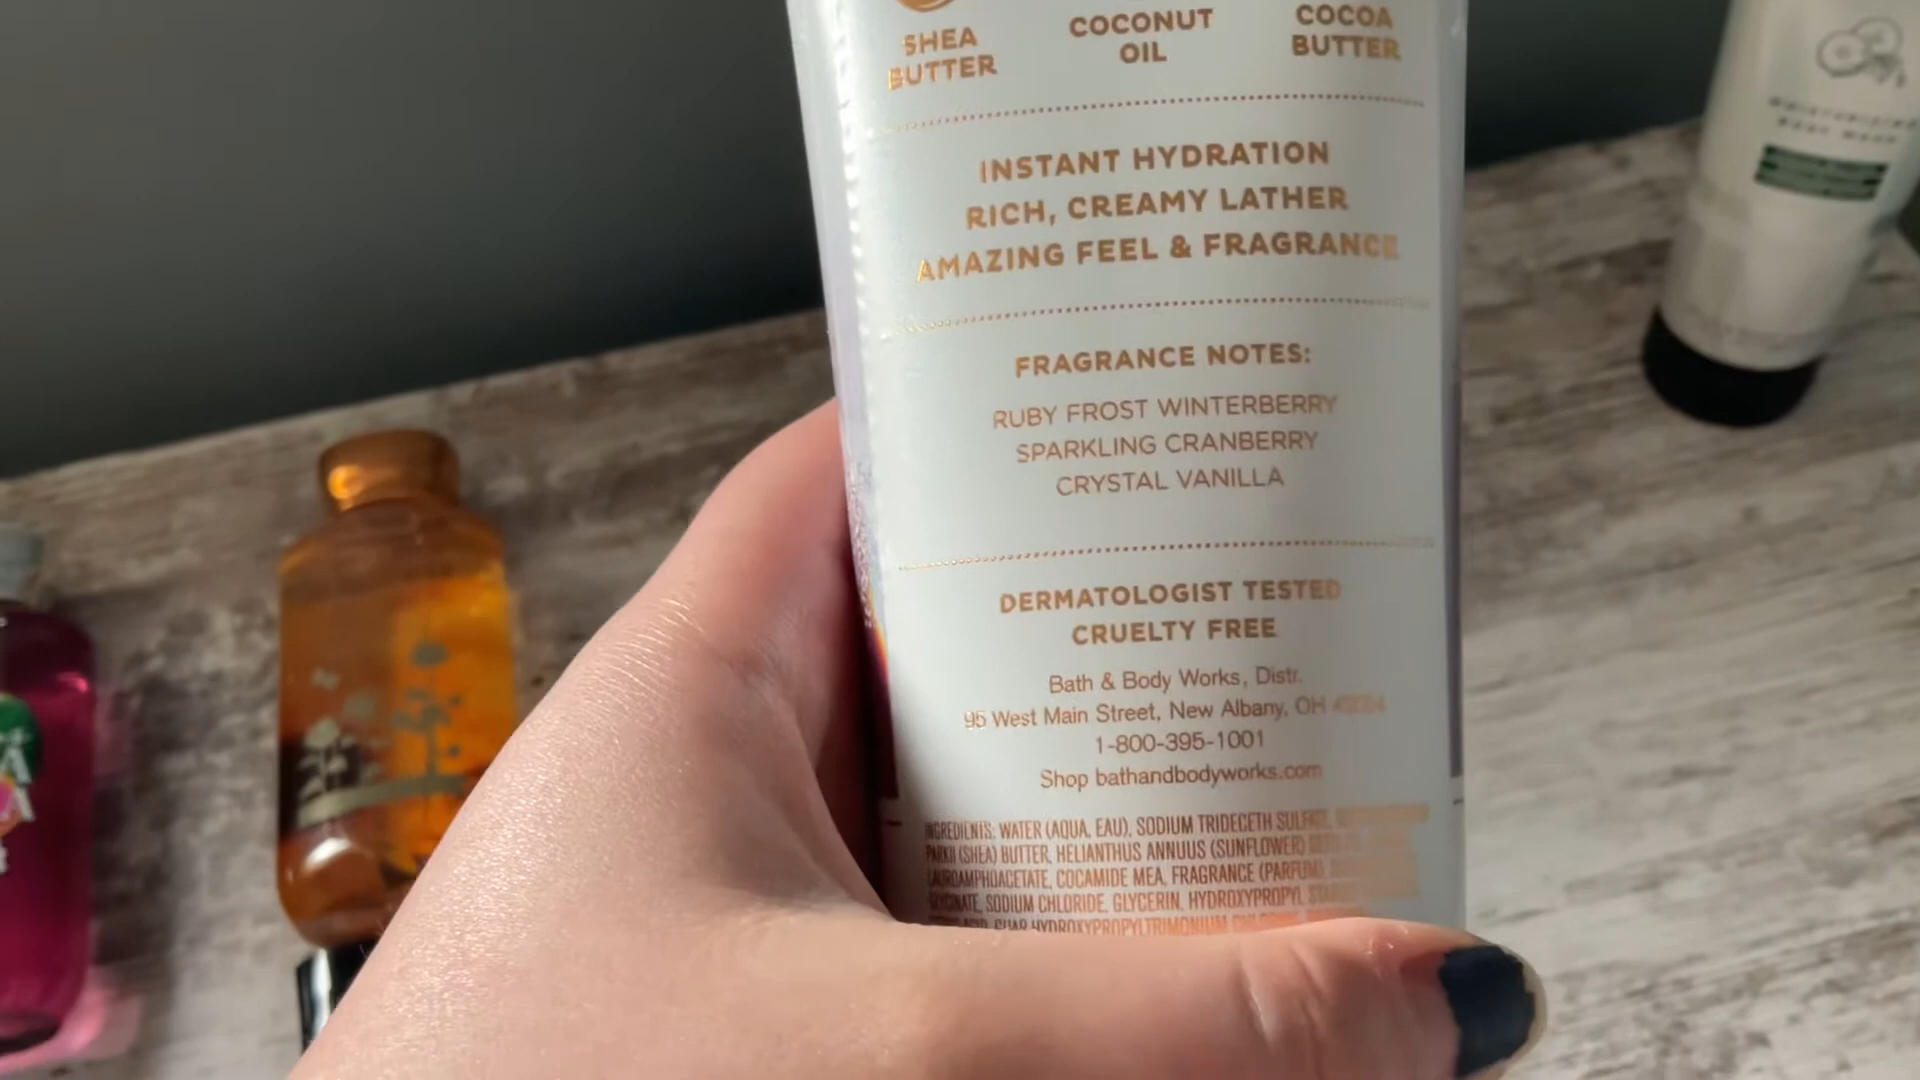 SHEA
BUTTER
COCONUT
OIL
COCOA
BUTTER
INSTANT HYDRATION
RICH, CREAMY LATHER
AMAZING FEEL & FRAGRANCE
FRAGRANCE NOTES:
RUBY FROST WINTERBERRY
SPARKLING CRANBERRY
CRYSTAL VANILLA
DERMATOLOGIST TESTED
CRUELTY FREE
Bath & Body Works, Distr.
95 West Main Street, New Albany, OH
1-800-395-1001
Shop bathandbodyworks.com
INGREDIENTS: WATER (AQUA, EAU), SODIUM TRIDECETH SULFATE,
PARKII (SHEA) BUTTER, HELIANTHUS ANNUUS (SUNFLOWER)
LAUROAMPHOACETATE, COCAMIDE MEA, FRAGRANCE (PARFUM),
GLYCINATE, SODIUM CHLORIDE, GLYCERIN, HYDROXYPROPYL
GUAR HYDROXYPROPYLTRIMONIUM